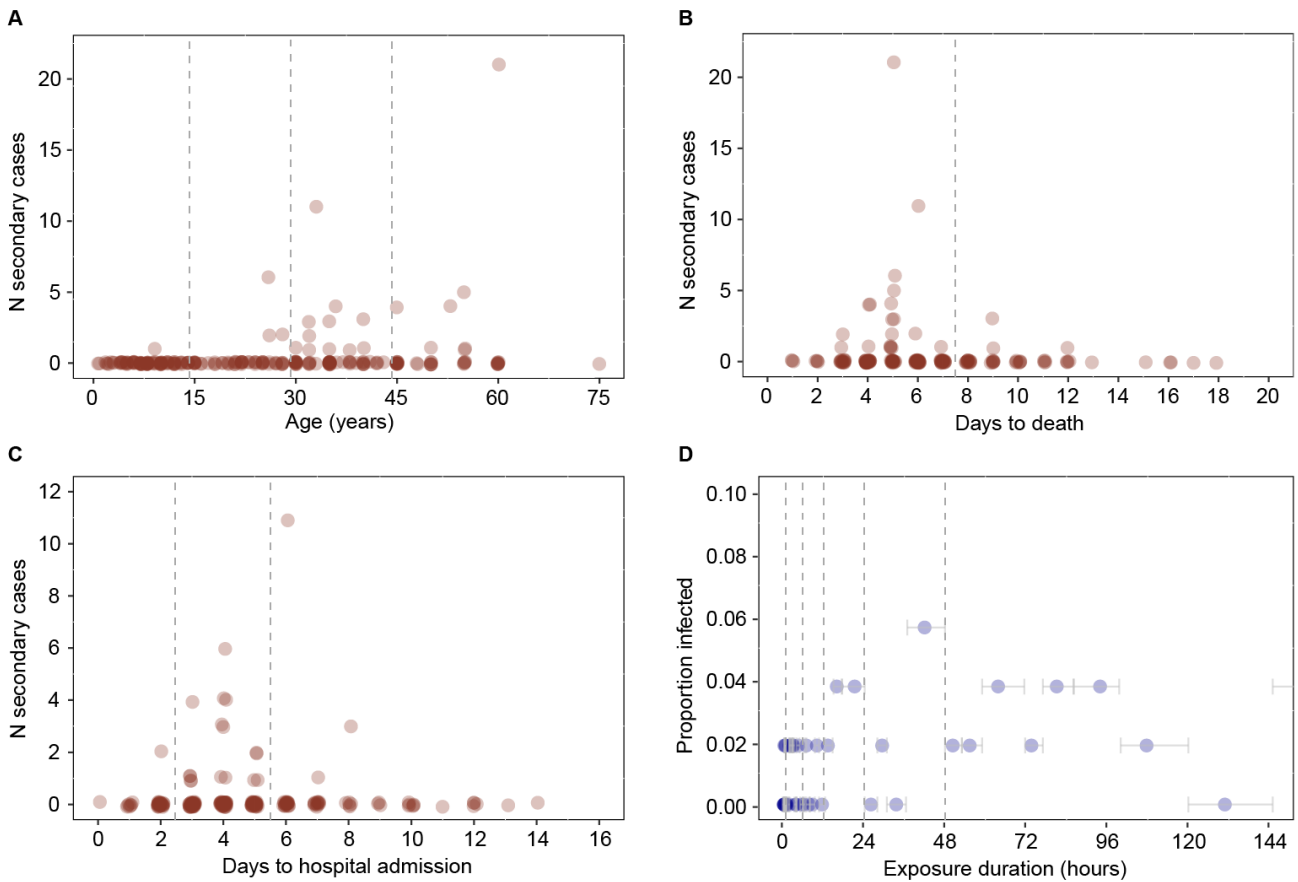 A
N secondary cases
20
15
10
5
0
0 15 30 45 60 75
Age (years)
B
N secondary cases
20
15
10
5
0
0 2 4 6 8 10 12 14 16 18 20
Days to death
C
N secondary cases
12
10
8
6
4
2
0
0 2 4 6 8 10 12 14 16
Days to hospital admission
D
Proportion infected
0.10
0.08
0.06
0.04
0.02
0.00
0 24 48 72 96 120 144
Exposure duration (hours)